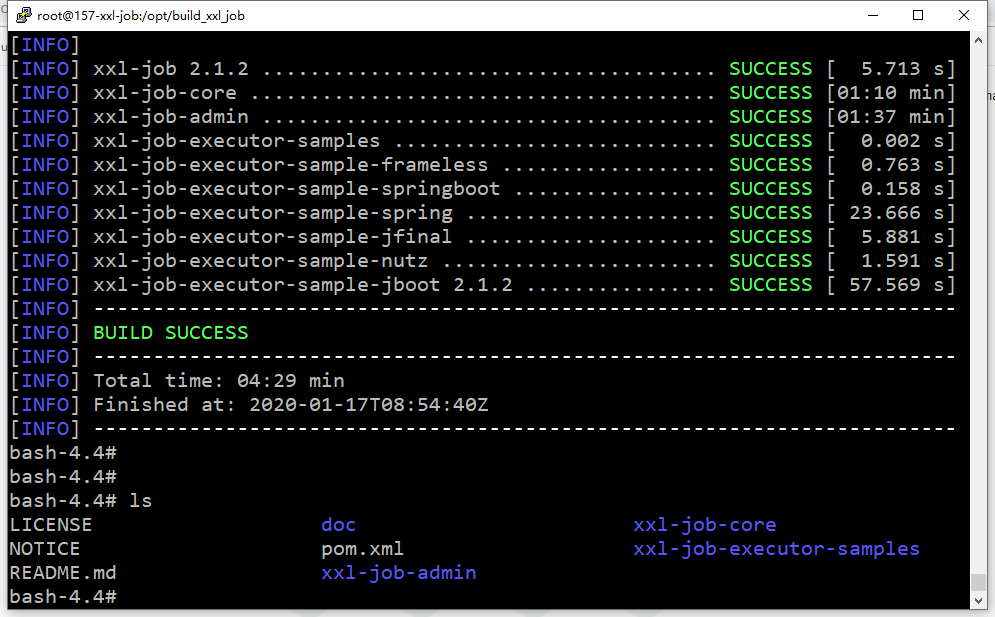 root@157-xxl-job:/opt/build_xxl_job
[INFO]
[INFO] xxl-job 2.1.2 ...................................... SUCCESS [  5.713 s]
[INFO] xxl-job-core ....................................... SUCCESS [01:10 min]
[INFO] xxl-job-admin ...................................... SUCCESS [01:37 min]
[INFO] xxl-job-executor-samples ........................... SUCCESS [  0.002 s]
[INFO] xxl-job-executor-sample-frameless .................. SUCCESS [  0.763 s]
[INFO] xxl-job-executor-sample-springboot ................. SUCCESS [  0.158 s]
[INFO] xxl-job-executor-sample-spring ..................... SUCCESS [ 23.666 s]
[INFO] xxl-job-executor-sample-jfinal ..................... SUCCESS [  5.881 s]
[INFO] xxl-job-executor-sample-nutz ....................... SUCCESS [  1.591 s]
[INFO] xxl-job-executor-sample-jboot 2.1.2 ................ SUCCESS [ 57.569 s]
[INFO] ------------------------------------------------------------------------
[INFO] BUILD SUCCESS
[INFO] ------------------------------------------------------------------------
[INFO] Total time: 04:29 min
[INFO] Finished at: 2020-01-17T08:54:40Z
[INFO] ------------------------------------------------------------------------
bash-4.4#
bash-4.4#
bash-4.4# ls
LICENSE                   doc                       xxl-job-core
NOTICE                    pom.xml                   xxl-job-executor-samples
README.md                 xxl-job-admin
bash-4.4#